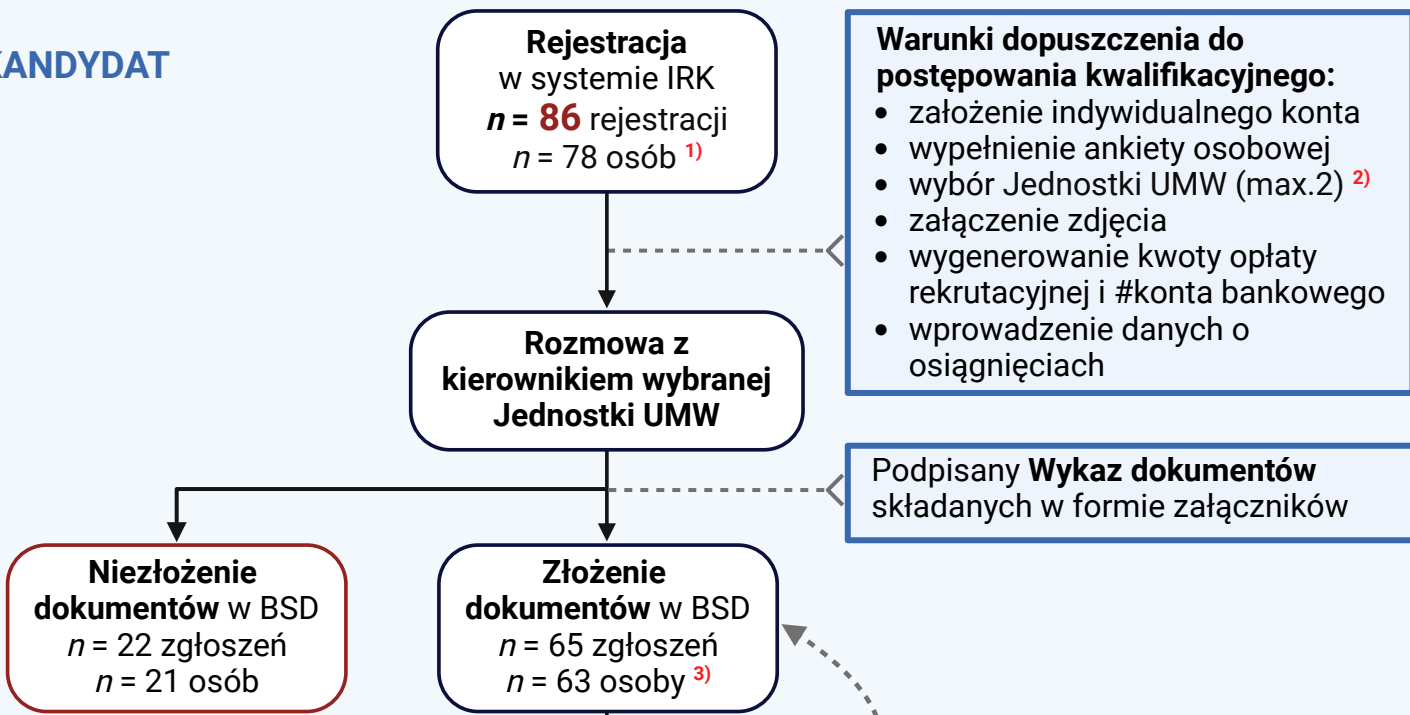 KANDYDAT
Rejestracja
w systemie IRK
n = 86 rejestracji
n = 78 osób 1)
Warunki dopuszczenia do
postępowania kwalifikacyjnego:
• założenie indywidualnego konta
• wypełnienie ankiety osobowej
• wybór Jednostki UMW (max.2) 2)
• załączenie zdjęcia
• wygenerowanie kwoty opłaty
rekrutacyjnej i #konta bankowego
• wprowadzenie danych o
osiągnięciach
Rozmowa z
kierownikiem wybranej
Jednostki UMW
Podpisany Wykaz dokumentów
składanych w formie załączników
Niezłożenie
dokumentów w BSD
n = 22 zgłoszeń
n = 21 osób
Złożenie
dokumentów w BSD
n = 65 zgłoszeń
n = 63 osoby 3)